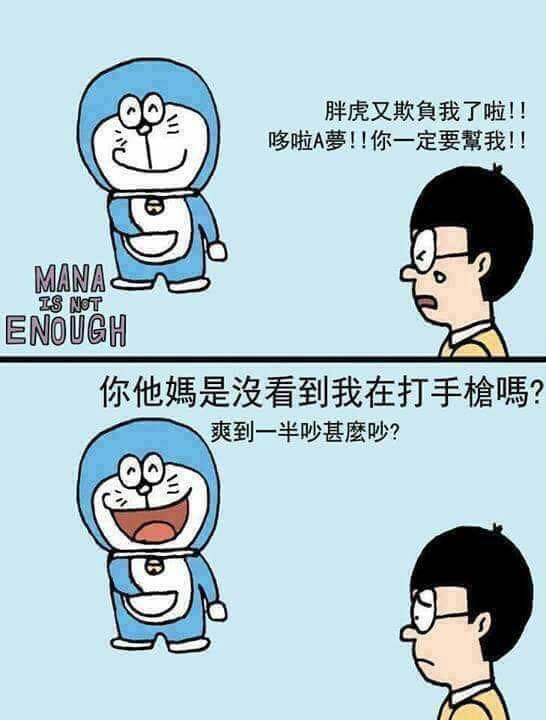 胖虎又欺負我了啦!!
哆啦A夢!!你一定要幫我!!
MANA
IS NOT
ENOUGH
你他媽是沒看到我在打手槍嗎?
爽到一半吵甚麼吵?